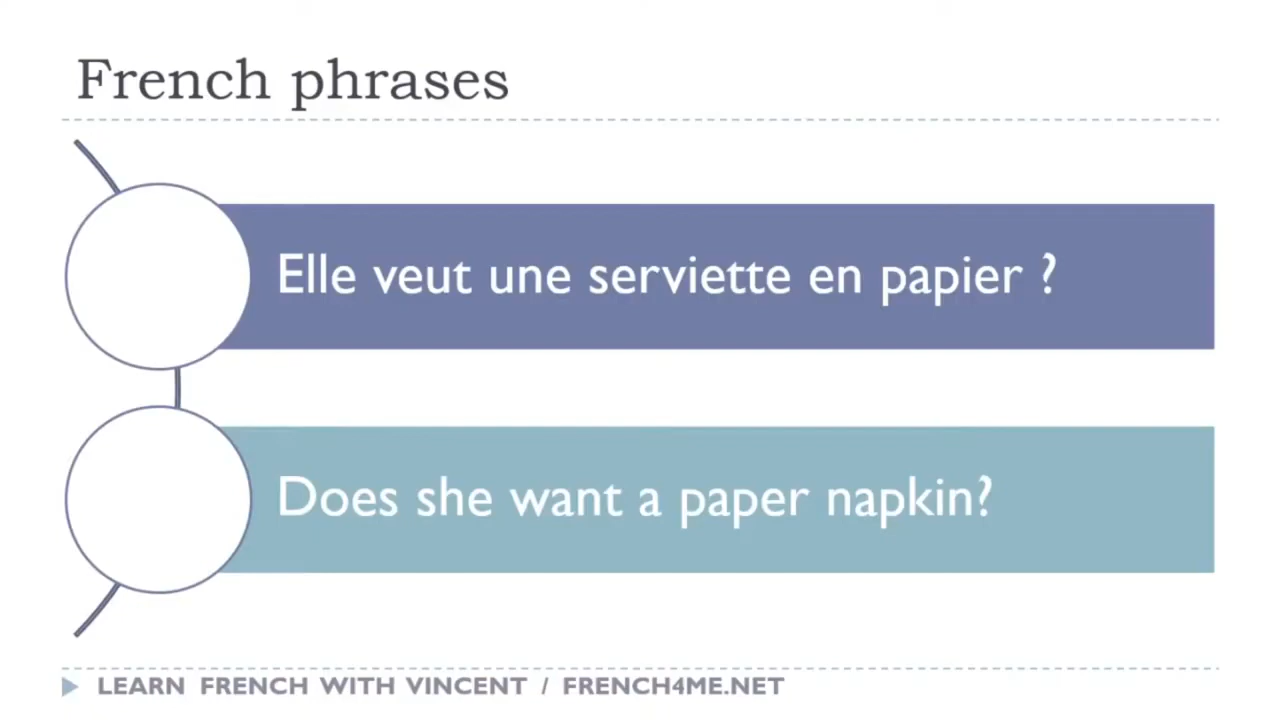 French phrases
Elle veut une serviette en papier ?
Does she want a paper napkin?
LEARN FRENCH WITH VINCENT / FRENCH4ME.NET